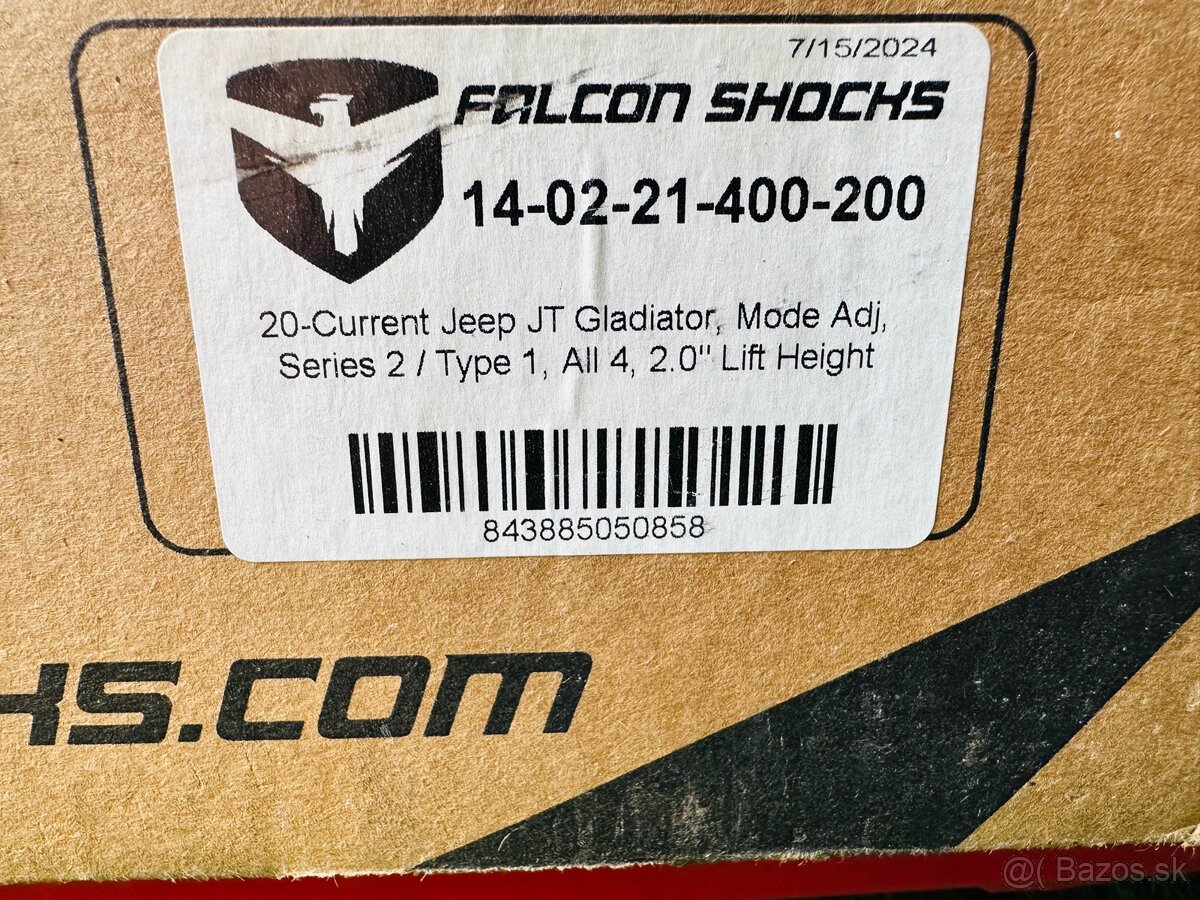 7/15/2024
FALCON SHOCKS
14-02-21-400-200
20-Current Jeep JT Gladiator, Mode Adj,
Series 2 / Type 1, All 4, 2.0" Lift Height
843885050858
KS.COM
@( Bazos.sk